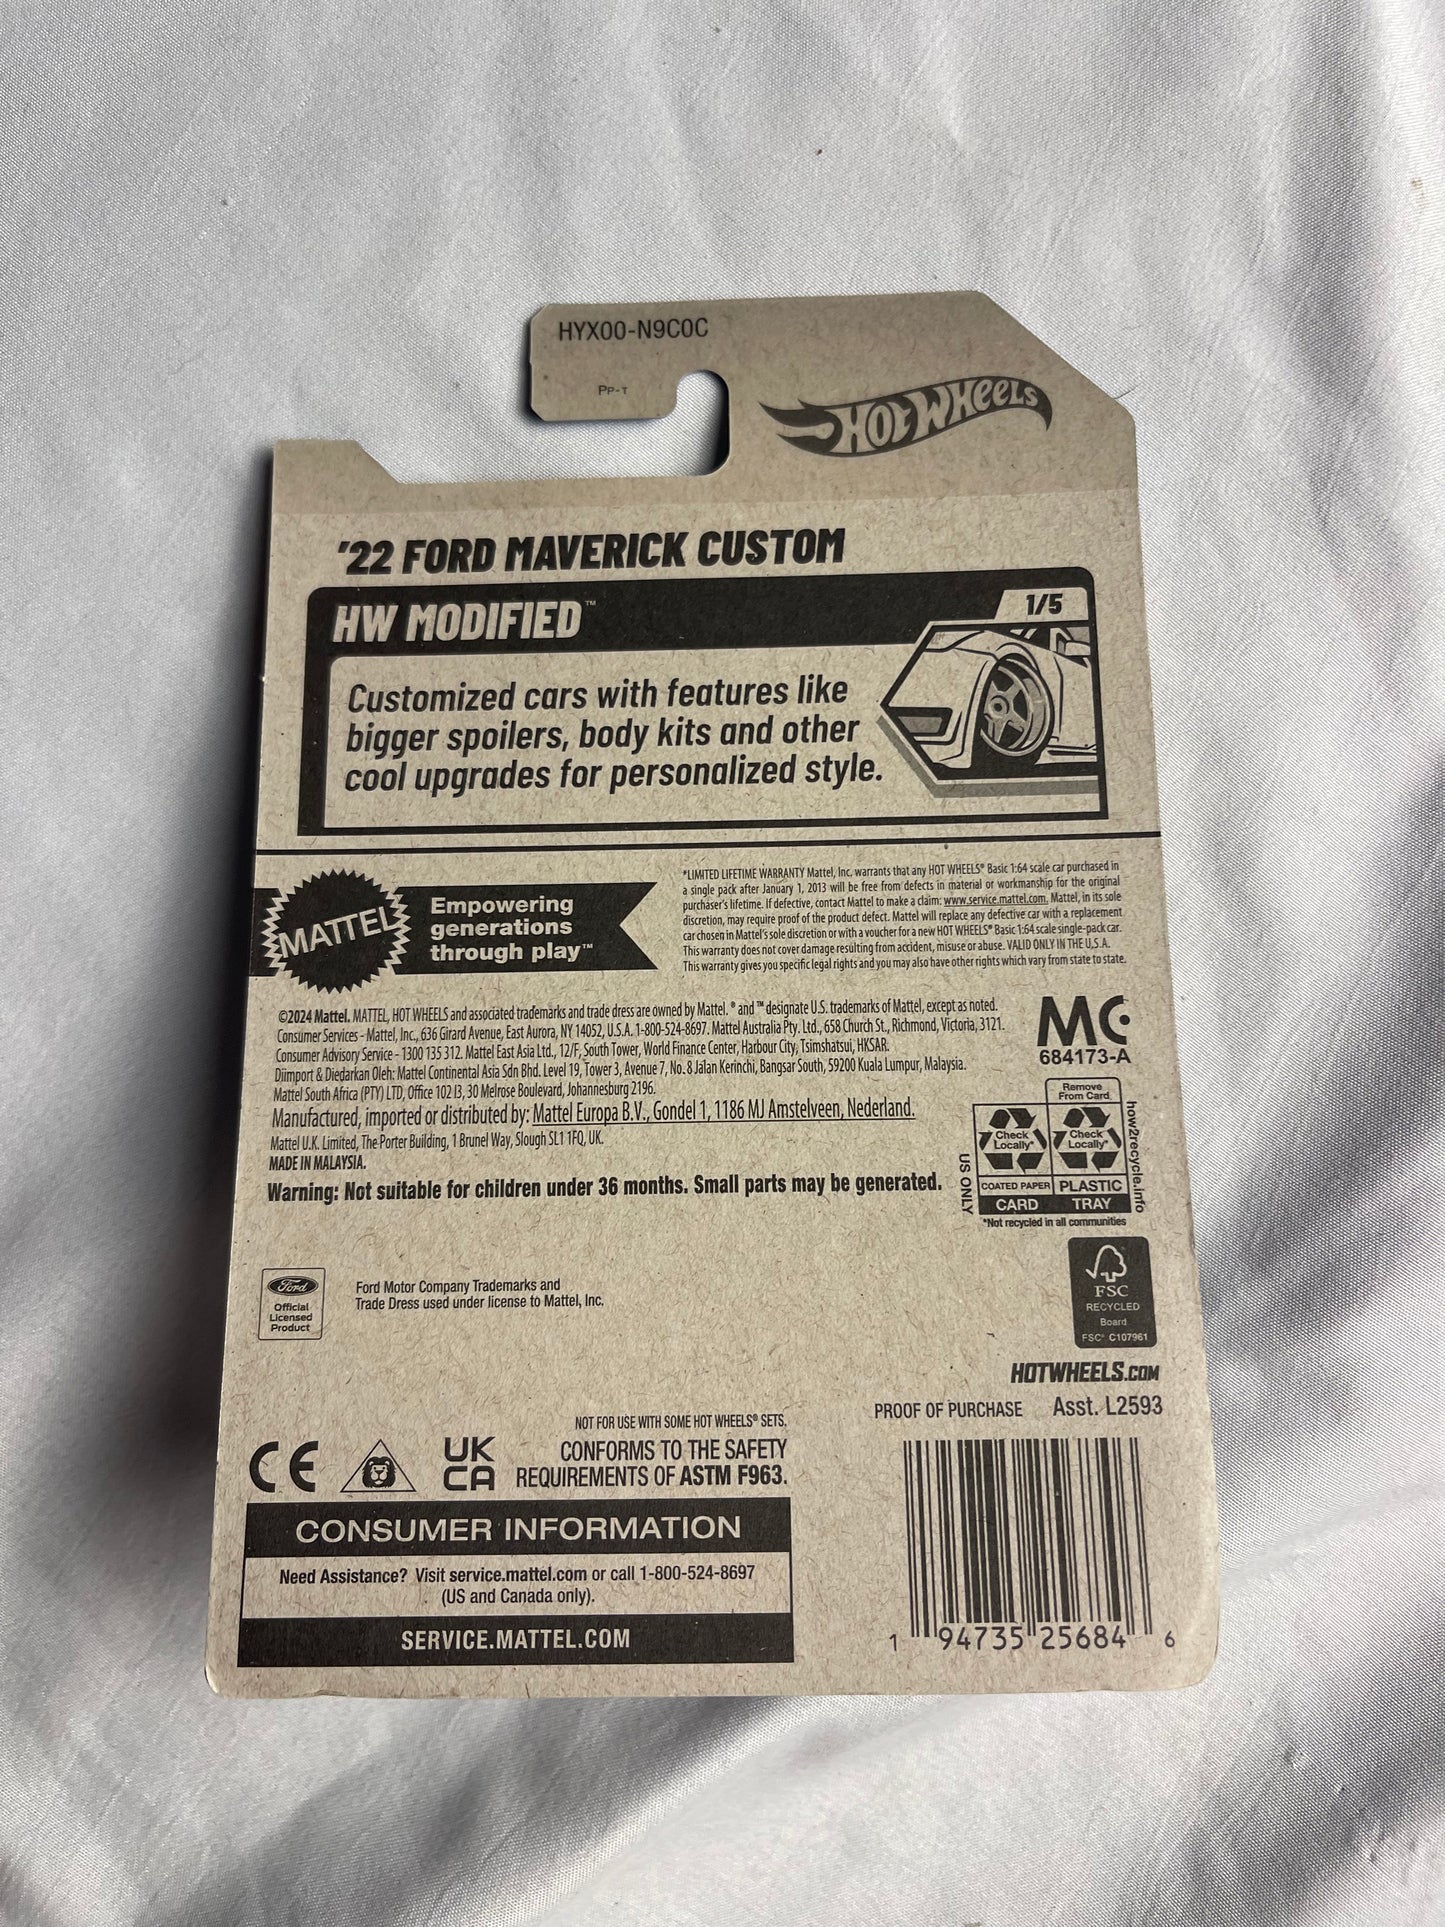 HYX00-N9C0C
PP-T
HOT WHEELS
'22 FORD MAVERICK CUSTOM
HW MODIFIED™
1/5
Customized cars with features like
bigger spoilers, body kits and other
cool upgrades for personalized style.
MATTEL
Empowering
generations
through play™
*LIMITED LIFETIME WARRANTY Mattel, Inc. warrants that any HOT WHEELS® Basic 1:64 scale car purchased in
a single pack after January 1, 2013 will be free from defects in material or workmanship for the original
purchaser's lifetime. If defective, contact Mattel to make a claim: www.service.mattel.com. Mattel, in its sole
discretion, may require proof of the product defect. Mattel will replace any defective car with a replacement
car chosen in Mattel's sole discretion or with a voucher for a new HOT WHEELS® Basic 1:64 scale single-pack car.
This warranty does not cover damage resulting from accident, misuse or abuse. VALID ONLY IN THE U.S.A.
This warranty gives you specific legal rights and you may also have other rights which vary from state to state.
©2024 Mattel. MATTEL, HOT WHEELS and associated trademarks and trade dress are owned by Mattel. ® and ™ designate U.S. trademarks of Mattel, except as noted.
Consumer Services - Mattel, Inc., 636 Girard Avenue, East Aurora, NY 14052, U.S.A. 1-800-524-8697. Mattel Australia Pty. Ltd., 658 Church St., Richmond, Victoria, 3121.
Consumer Advisory Service - 1300 135 312. Mattel East Asia Ltd., 12/F, South Tower, World Finance Center, Harbour City, Tsimshatsui, HKSAR.
Diimport & Diedarkan Oleh: Mattel Continental Asia Sdn Bhd. Level 19, Tower 3, Avenue 7, No. 8 Jalan Kerinchi, Bangsar South, 59200 Kuala Lumpur, Malaysia.
Mattel South Africa (PTY) LTD, Office 102 I3, 30 Melrose Boulevard, Johannesburg 2196.
Manufactured, imported or distributed by: Mattel Europa B.V., Gondel 1, 1186 MJ Amstelveen, Nederland.
Mattel U.K. Limited, The Porter Building, 1 Brunel Way, Slough SL1 1FQ, UK.
MADE IN MALAYSIA.
Warning: Not suitable for children under 36 months. Small parts may be generated.
MC
684173-A
Remove
From Card
Check
Locally*
Check
Locally*
COATED PAPER
PLASTIC
CARD
TRAY
US ONLY
how2recycle.info
*Not recycled in all communities
Ford
Official
Licensed
Product
Ford Motor Company Trademarks and
Trade Dress used under license to Mattel, Inc.
FSC
RECYCLED
Board
FSC® C107961
HOTWHEELS.COM
PROOF OF PURCHASE
Asst. L2593
NOT FOR USE WITH SOME HOT WHEELS® SETS.
CE
UK
CA
CONFORMS TO THE SAFETY
REQUIREMENTS OF ASTM F963.
CONSUMER INFORMATION
Need Assistance? Visit service.mattel.com or call 1-800-524-8697
(US and Canada only).
SERVICE.MATTEL.COM
1 94735 25684 6